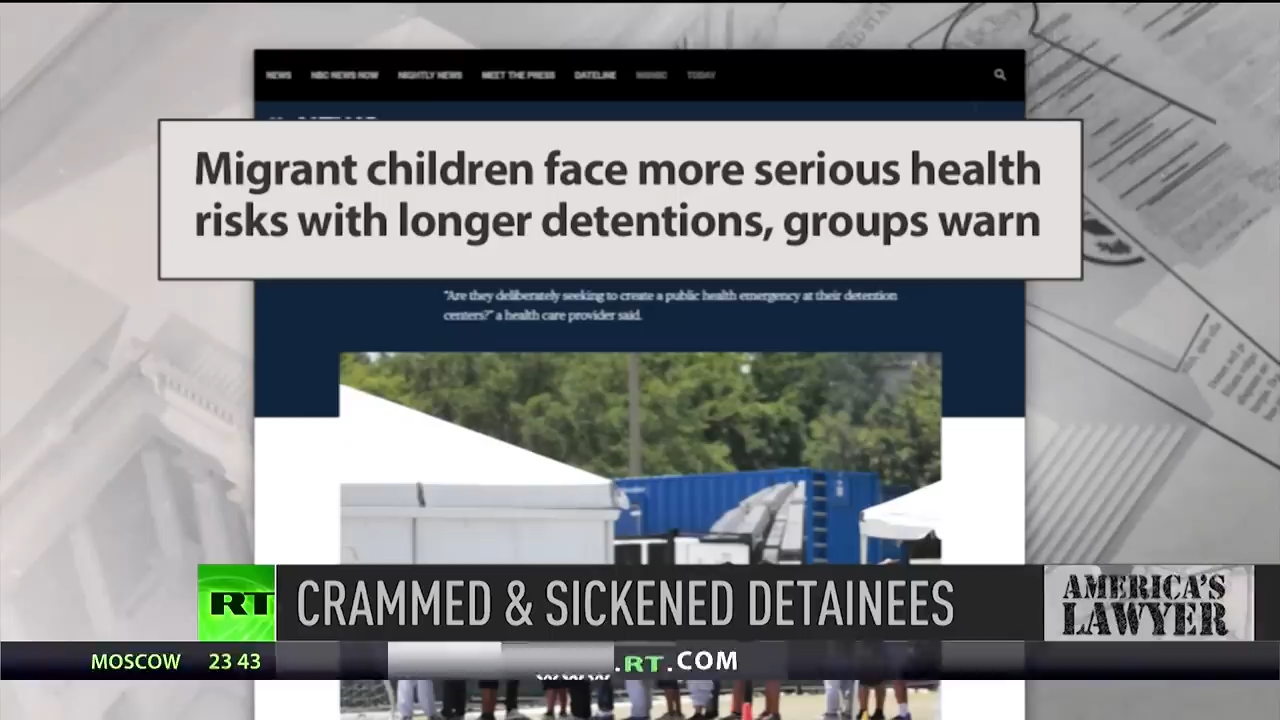 NEWS NBC NEWS NOW NIGHTLY NEWS MEET THE PRESS DATELINE MSNBC TODAY
Migrant children face more serious health
risks with longer detentions, groups warn
"Are they deliberately seeking to create a public health emergency at their detention
centers?" a health care provider said.
RT CRAMMED & SICKENED DETAINEES
AMERICA'S
LAWYER
MOSCOW 23 43 .RT.COM